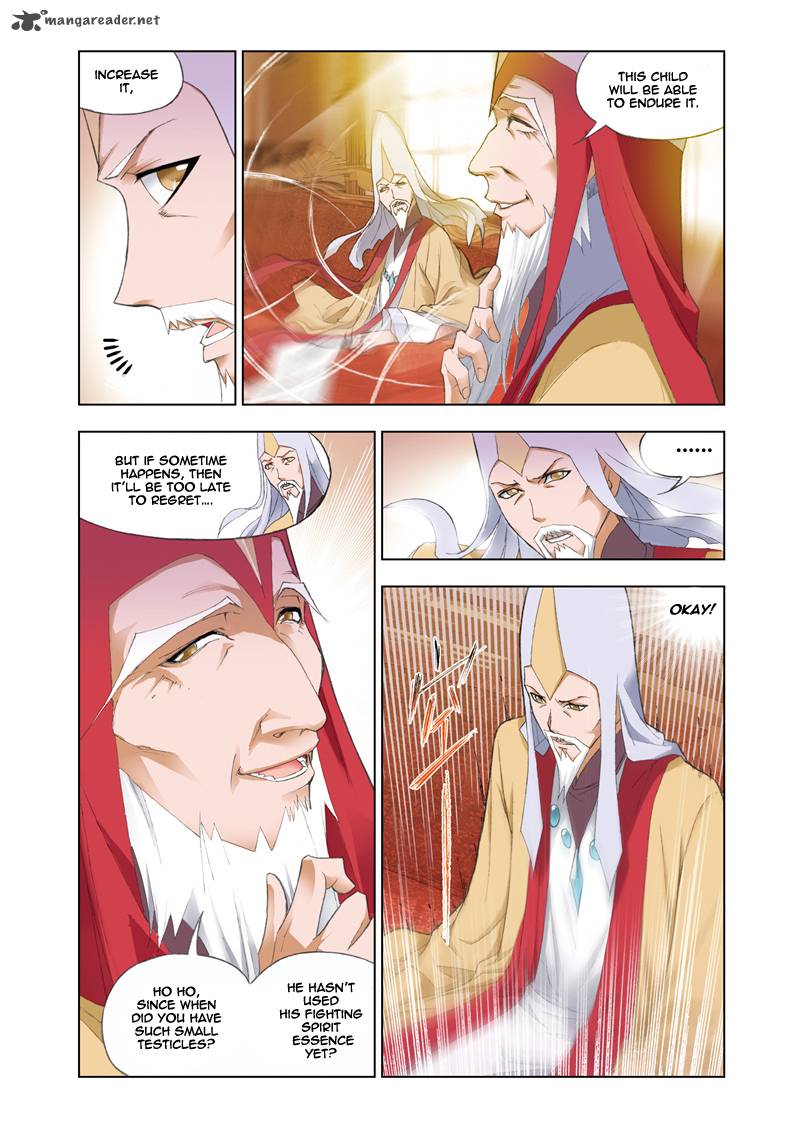 mangareader.net
INCREASE
IT,
THIS CHILD
WILL BE ABLE
TO ENDURE IT.
BUT IF SOMETIME
HAPPENS, THEN
IT'LL BE TOO LATE
TO REGRET....
......
HO HO,
SINCE WHEN
DID YOU HAVE
SUCH SMALL
TESTICLES?
HE HASN'T
USED
HIS FIGHTING
SPIRIT
ESSENCE
YET?
OKAY!